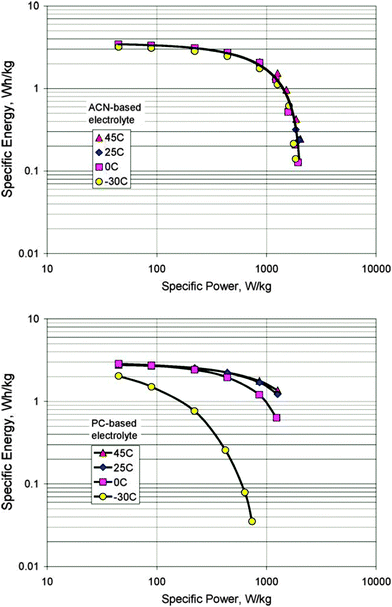 Specific Energy, Wh/kg
10
1
0.1
0.01
ACN-based
electrolyte
45C
25C
0C
-30C
10 100 1000 10000
Specific Power, W/kg
Specific Energy, Wh/kg
10
1
0.1
0.01
PC-based
electrolyte
45C
25C
0C
-30C
10 100 1000 10000
Specific Power, W/kg